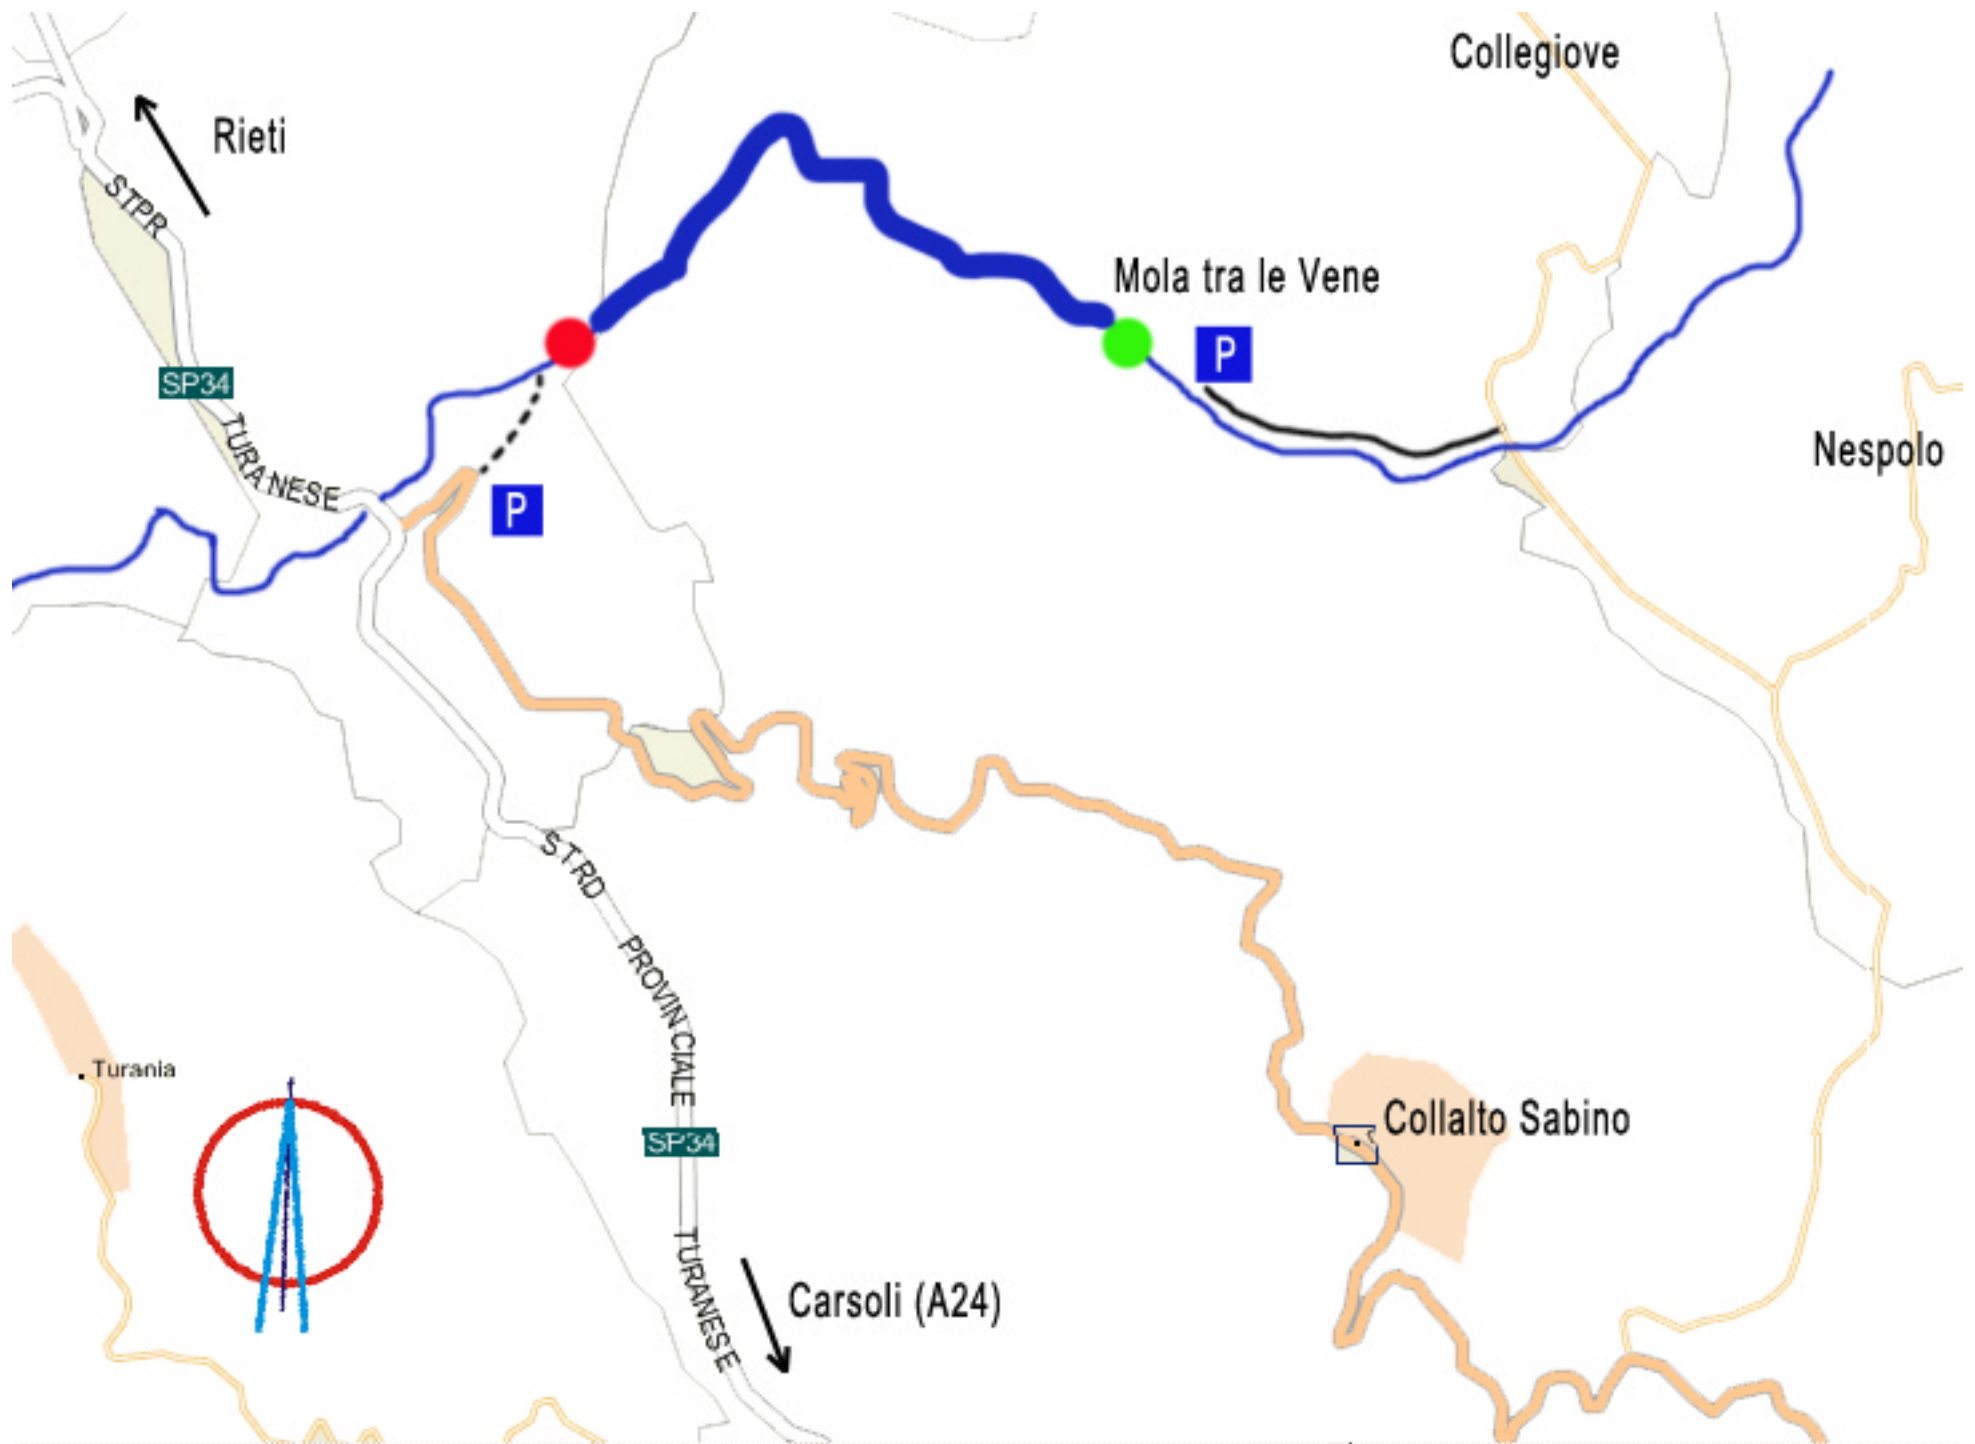 Collegiove
Rieti
STPR
Mola tra le Vene
P
SP34
TURANESE
Nespolo
P
STRD PROVINCIALE
Turania
Collalto Sabino
SP34
TURANESE
Carsoli (A24)